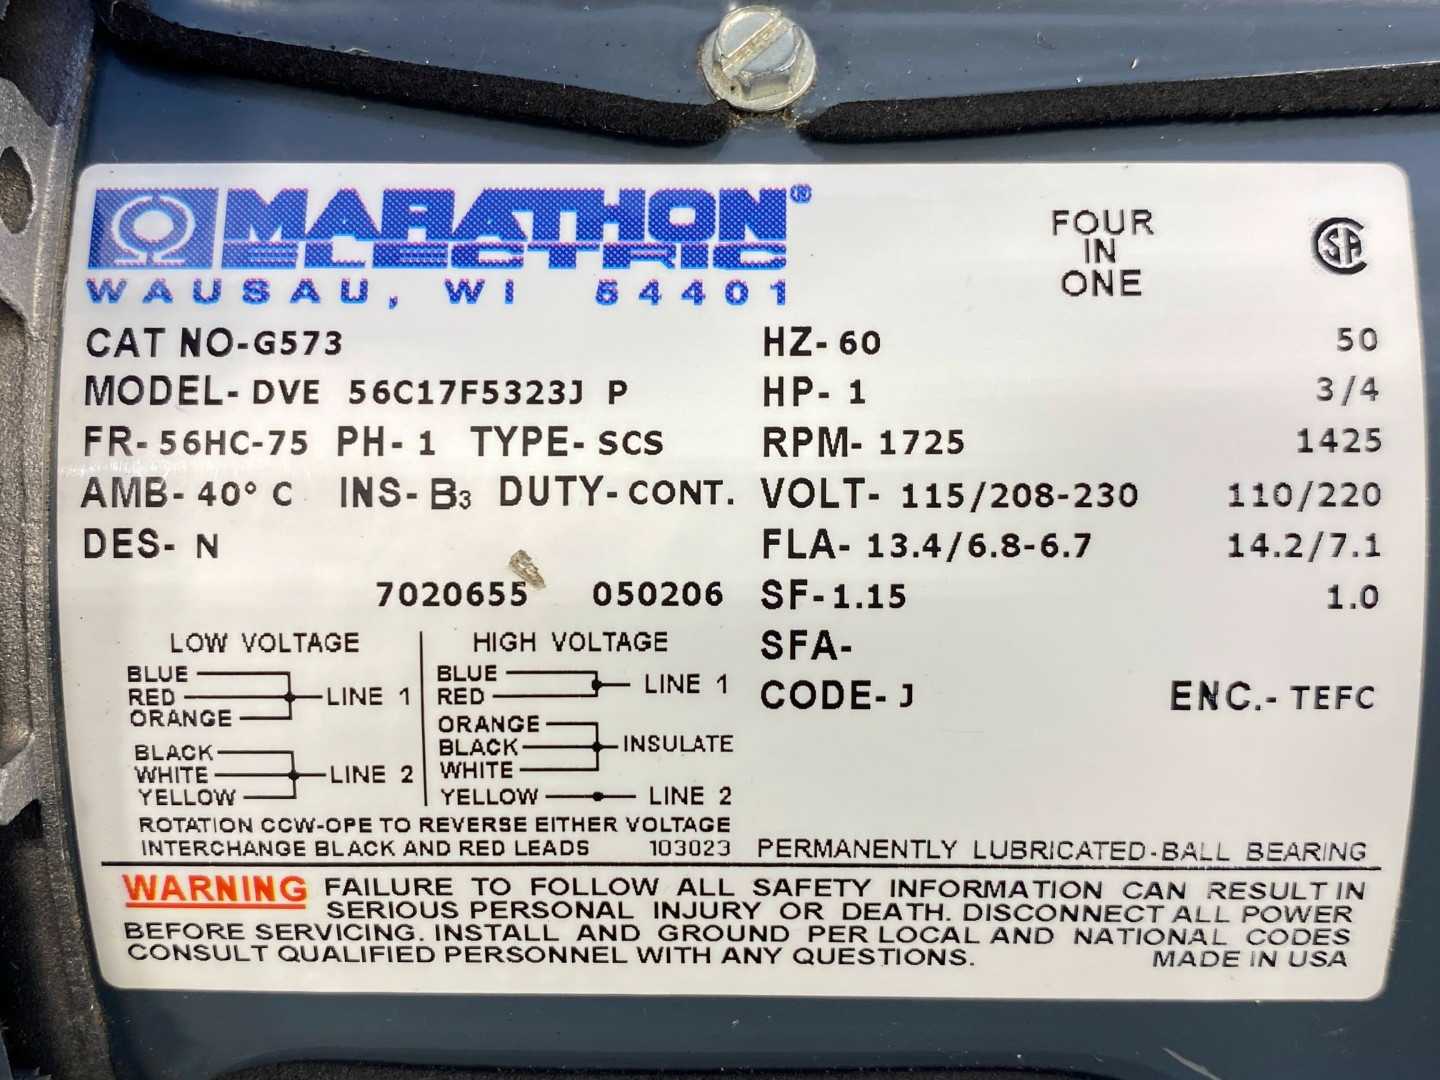 MARATHON®
ELECTRIC
WAUSAU, WI 54401
FOUR
IN
ONE
CAT NO-G573
MODEL-DVE 56C17F5323J P
FR-56HC-75 PH-1 TYPE-SCS
AMB-40° C INS-B3 DUTY-CONT.
DES-N
7020655 050206
HZ-60 50
HP-1 3/4
RPM-1725 1425
VOLT-115/208-230 110/220
FLA-13.4/6.8-6.7 14.2/7.1
SF-1.15 1.0
SFA-
CODE-J ENC.-TEFC
LOW VOLTAGE
BLUE
RED LINE 1
ORANGE
BLACK
WHITE LINE 2
YELLOW
HIGH VOLTAGE
BLUE
RED LINE 1
ORANGE
BLACK INSULATE
WHITE
YELLOW LINE 2
ROTATION CCW-OPE TO REVERSE EITHER VOLTAGE
INTERCHANGE BLACK AND RED LEADS 103023
PERMANENTLY LUBRICATED-BALL BEARING
WARNING FAILURE TO FOLLOW ALL SAFETY INFORMATION CAN RESULT IN
SERIOUS PERSONAL INJURY OR DEATH. DISCONNECT ALL POWER
BEFORE SERVICING. INSTALL AND GROUND PER LOCAL AND NATIONAL CODES
CONSULT QUALIFIED PERSONNEL WITH ANY QUESTIONS. MADE IN USA